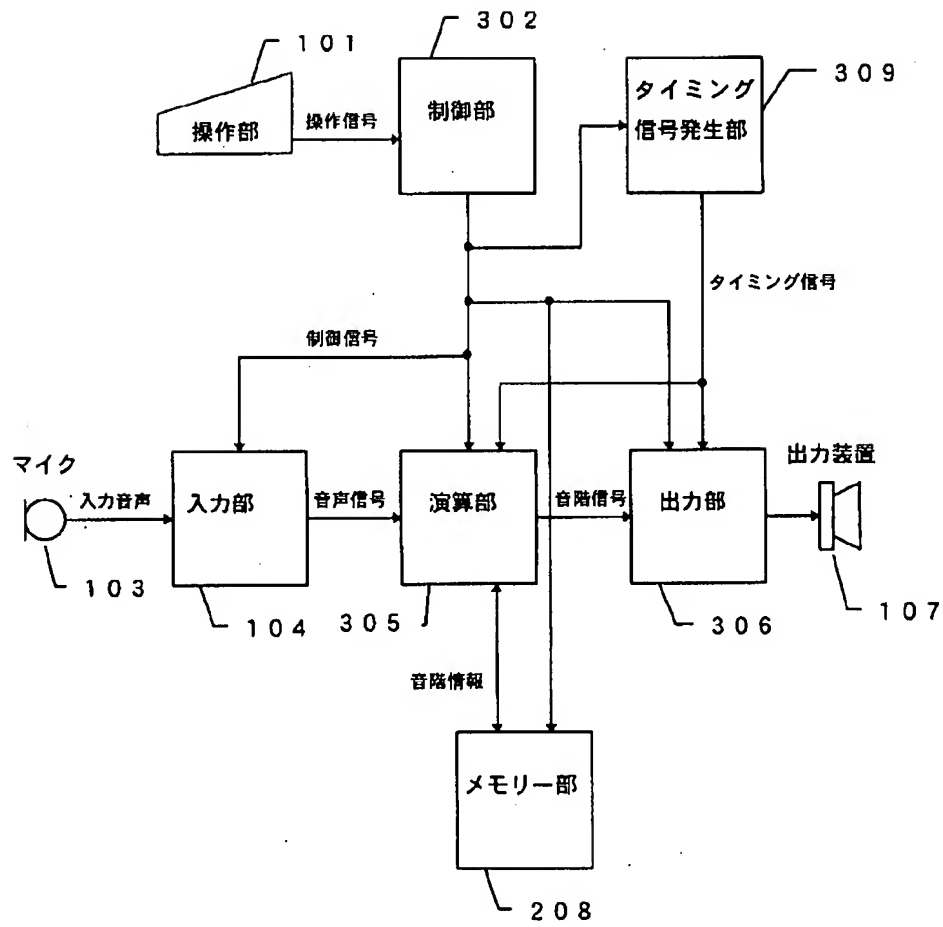 ３０２
１０１
３０９
操作部
操作信号
制御部
タイミング
信号発生部
タイミング信号
制御信号
マイク
入力音声
入力部
音声信号
演算部
音階信号
出力部
出力装置
１０３
１０４
３０５
３０６
１０７
音階情報
メモリー部
２０８